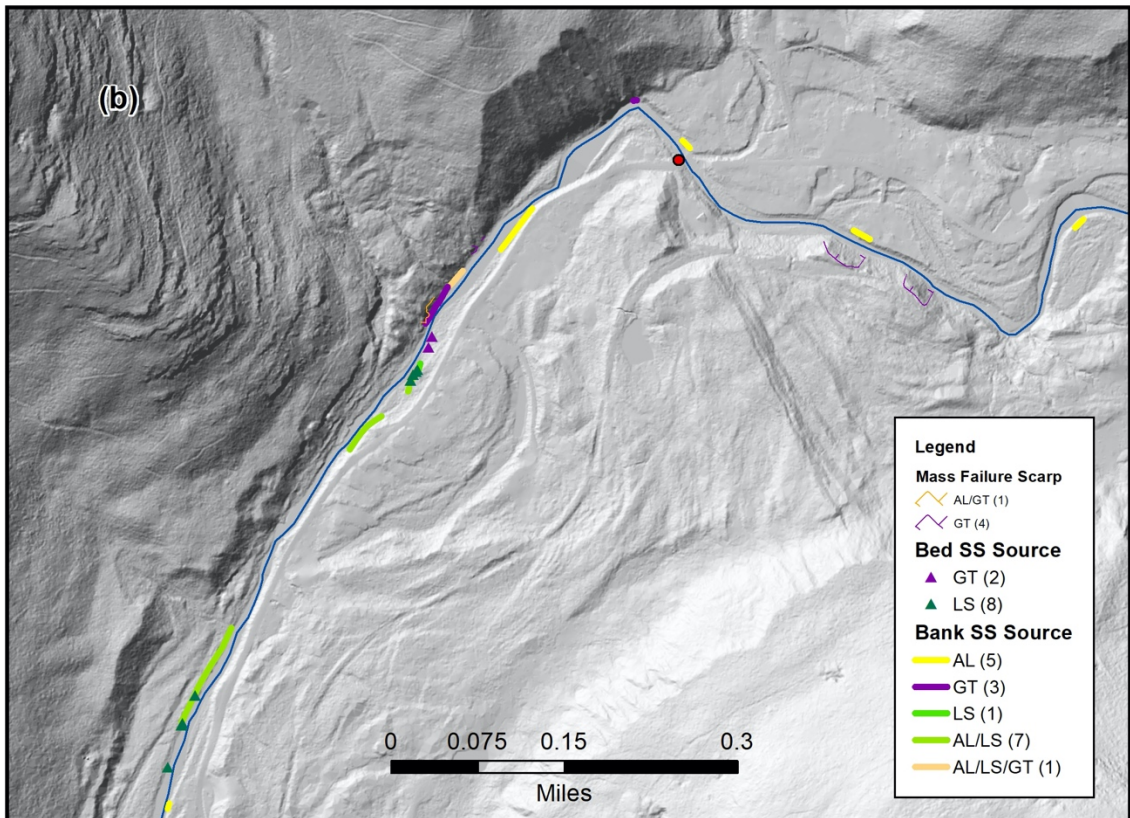 (b)
Legend
Mass Failure Scarp
AL/GT (1)
GT (4)
Bed SS Source
GT (2)
LS (8)
Bank SS Source
AL (5)
GT (3)
LS (1)
AL/LS (7)
AL/LS/GT (1)
0 0.075 0.15 0.3
Miles